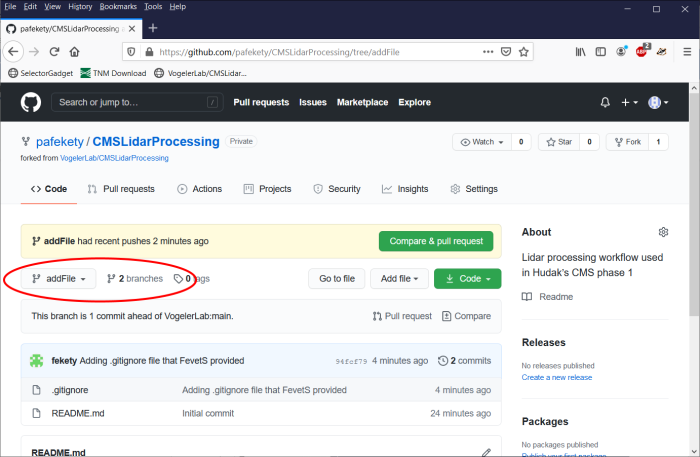 File Edit View History Bookmarks Tools Help
pafekety/CMSLidarProcessing
https://github.com/pafekety/CMSLidarProcessing/tree/addFile
2
SelectorGadget TNM Download VogelerLab/CMSLidar...
Search or jump to… / Pull requests Issues Marketplace Explore
pafekety / CMSLidarProcessing Private
Watch 0 Star 0 Fork 1
forked from VogelerLab/CMSLidarProcessing
<> Code Pull requests Actions Projects Security Insights Settings
addFile had recent pushes 2 minutes ago
Compare & pull request
addFile 2 branches 0 tags
Go to file Add file Code
This branch is 1 commit ahead of VogelerLab:main.
Pull request Compare
fekety Adding .gitignore file that FevetS provided 94fcf79 4 minutes ago 2 commits
.gitignore Adding .gitignore file that FevetS provided 4 minutes ago
README.md Initial commit 24 minutes ago
README.md
About
Lidar processing workflow used
in Hudak's CMS phase 1
Readme
Releases
No releases published
Create a new release
Packages
No packages published
Publish your first package